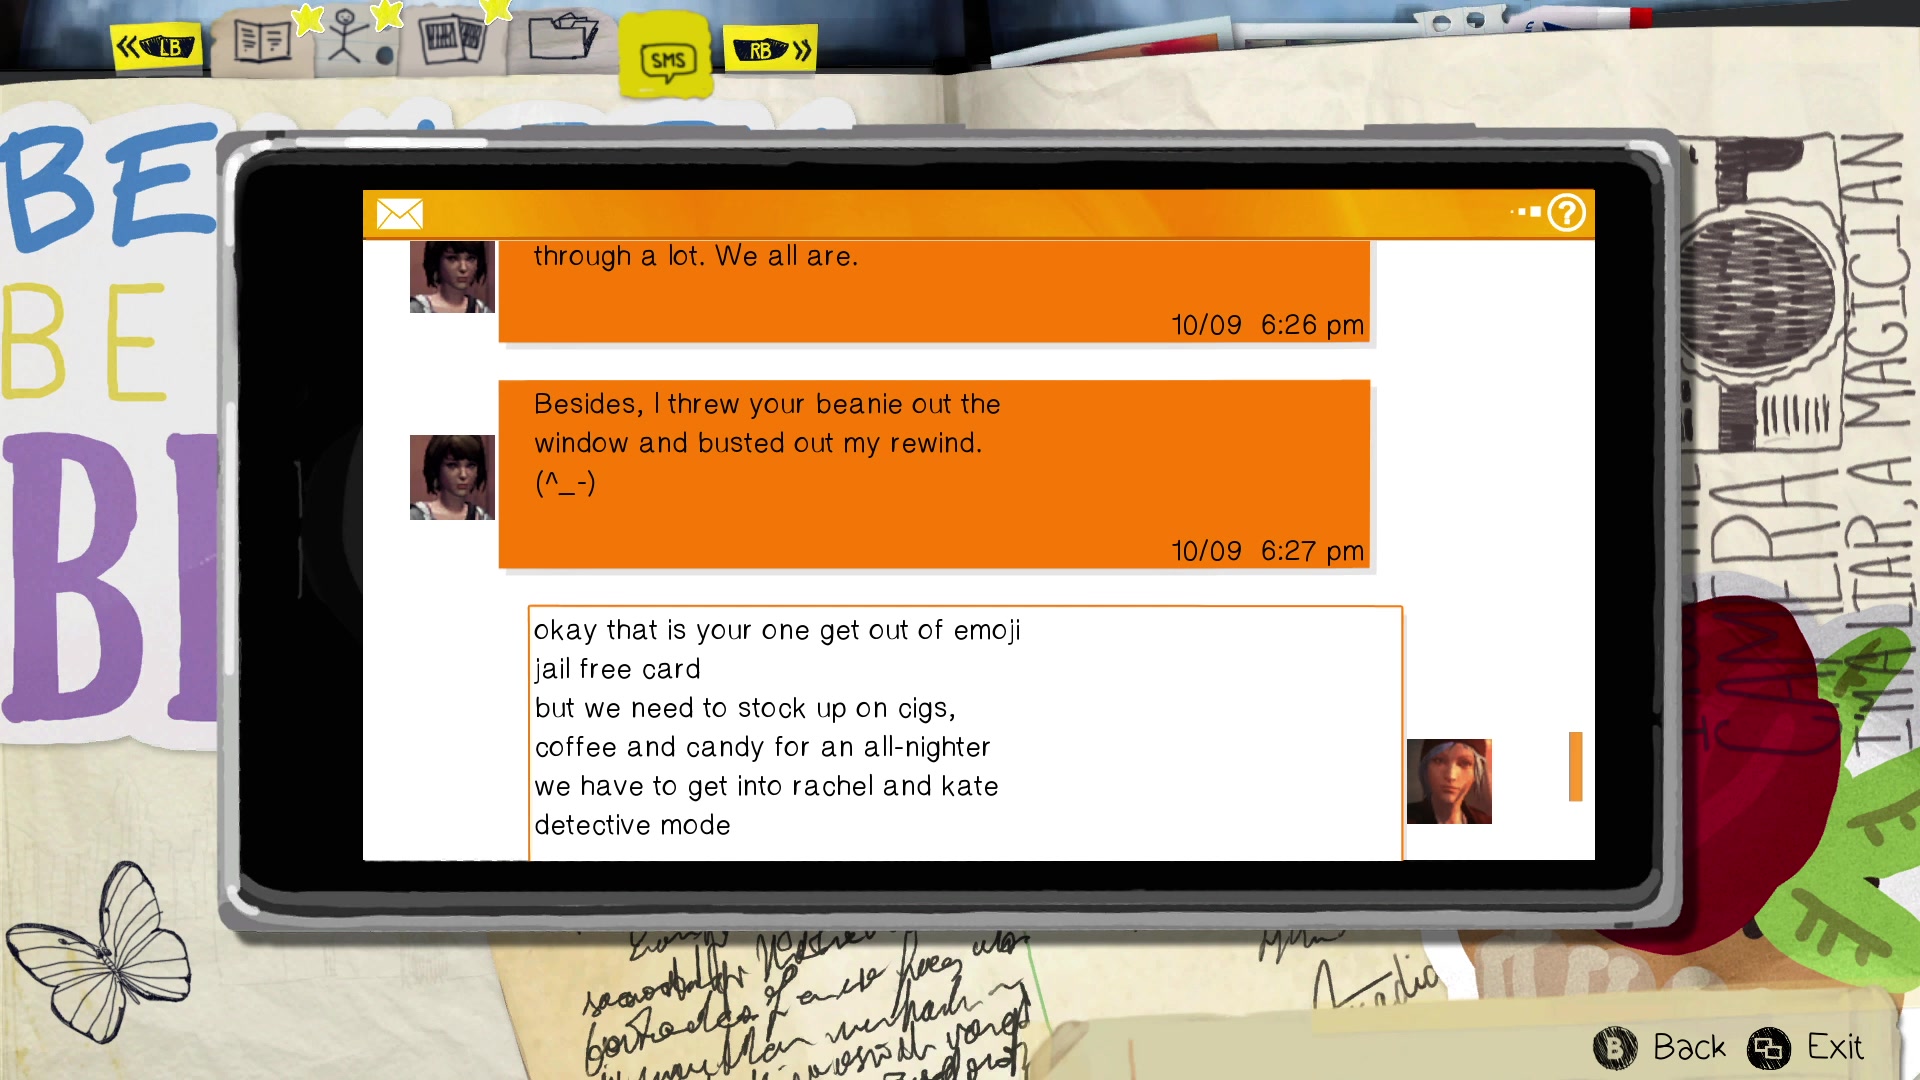 LB
SMS
RB
BE
BE
through a lot. We all are.
10/09 6:26 pm
Besides, I threw your beanie out the
window and busted out my rewind.
(^_-)
10/09 6:27 pm
okay that is your one get out of emoji
jail free card
but we need to stock up on cigs,
coffee and candy for an all-nighter
we have to get into rachel and kate
detective mode
CAMERA
I'M A LIAR, A MAGICIAN
B Back
Exit